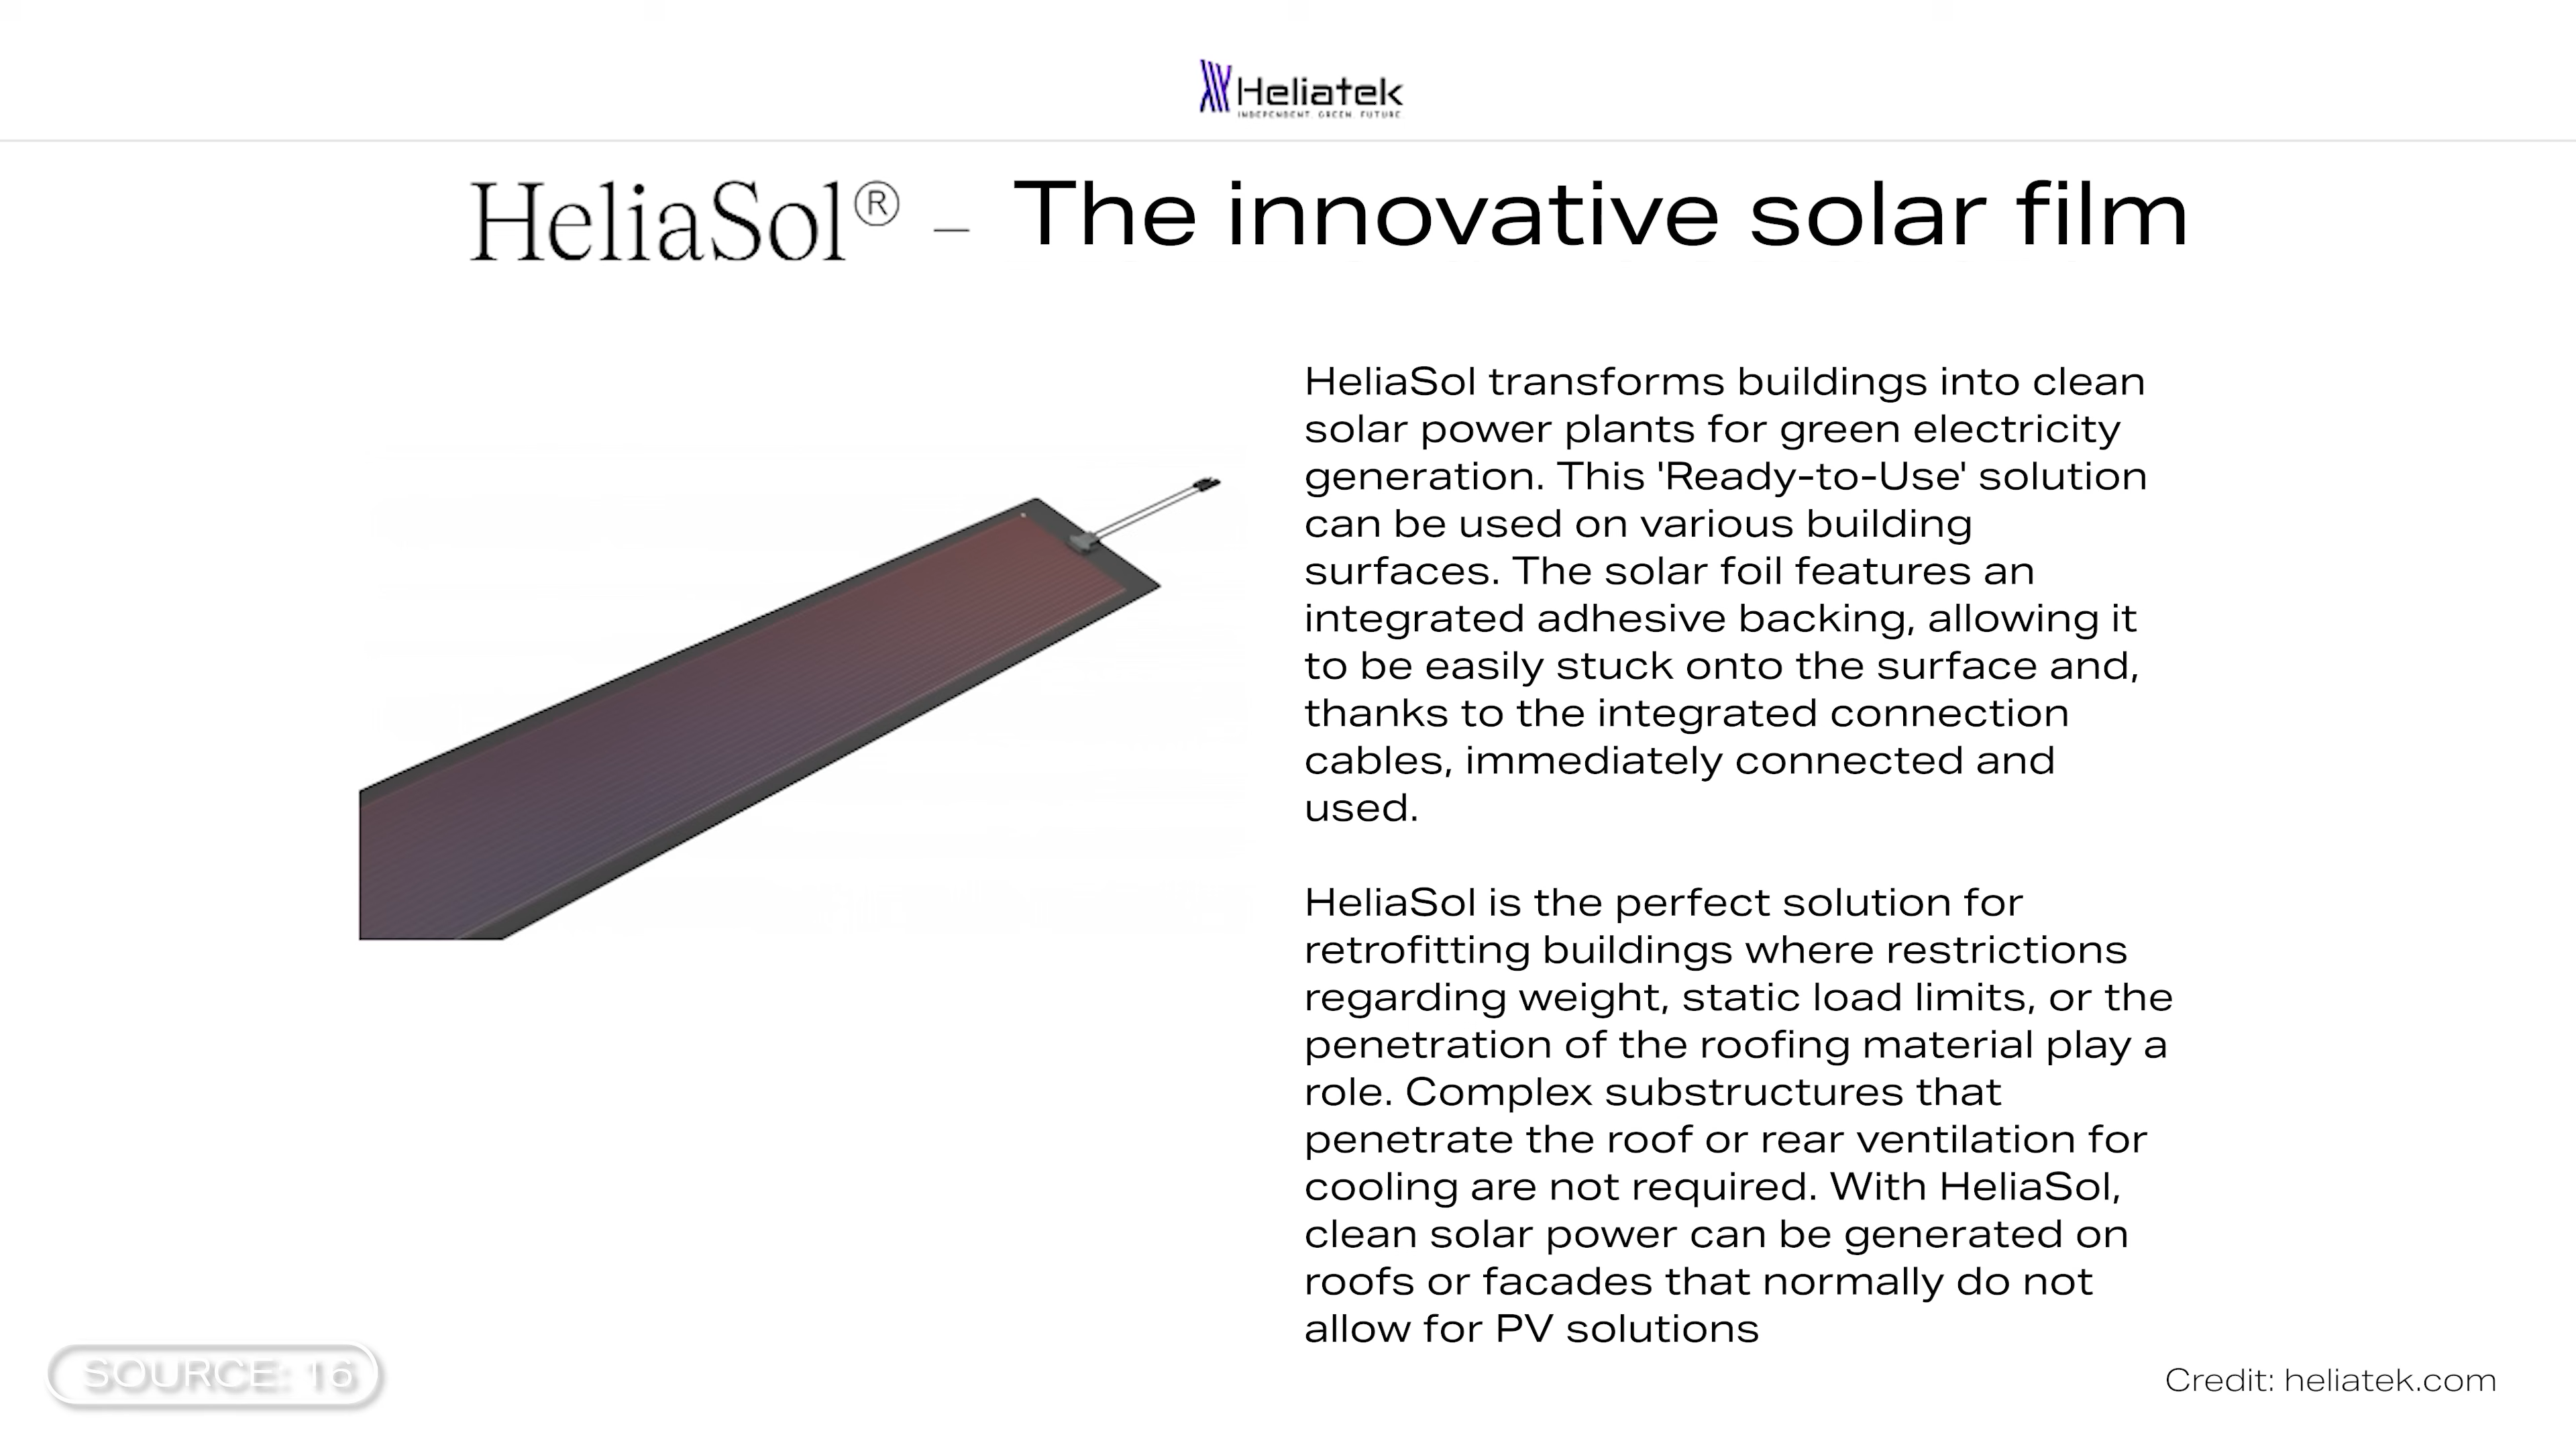 Heliatek
INDEPENDENT. GREEN. FUTURE.
HeliaSol® – The innovative solar film
HeliaSol transforms buildings into clean
solar power plants for green electricity
generation. This 'Ready-to-Use' solution
can be used on various building
surfaces. The solar foil features an
integrated adhesive backing, allowing it
to be easily stuck onto the surface and,
thanks to the integrated connection
cables, immediately connected and
used.
HeliaSol is the perfect solution for
retrofitting buildings where restrictions
regarding weight, static load limits, or the
penetration of the roofing material play a
role. Complex substructures that
penetrate the roof or rear ventilation for
cooling are not required. With HeliaSol,
clean solar power can be generated on
roofs or facades that normally do not
allow for PV solutions
SOURCE: 16
Credit: heliatek.com